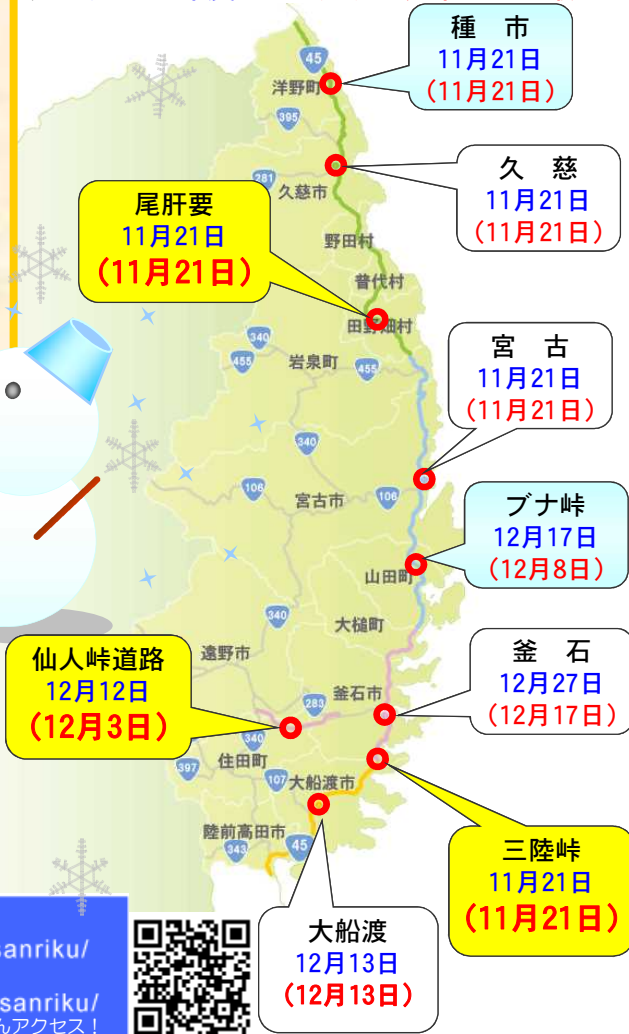 種　市
11月21日
(11月21日)
45
洋野町
395
久　慈
11月21日
(11月21日)
281
久慈市
尾肝要
11月21日
(11月21日)
野田村
普代村
田野畑村
340
455
岩泉町
455
宮　古
11月21日
(11月21日)
340
106
宮古市
106
ブナ峠
12月17日
(12月8日)
山田町
340
大槌町
遠野市
仙人峠道路
12月12日
(12月3日)
釜　石
12月27日
(12月17日)
283
釜石市
340
住田町
397
107
大船渡市
陸前高田市
343
45
三陸峠
11月21日
(11月21日)
大船渡
12月13日
(12月13日)
sanriku/
sanriku/
んアクセス！